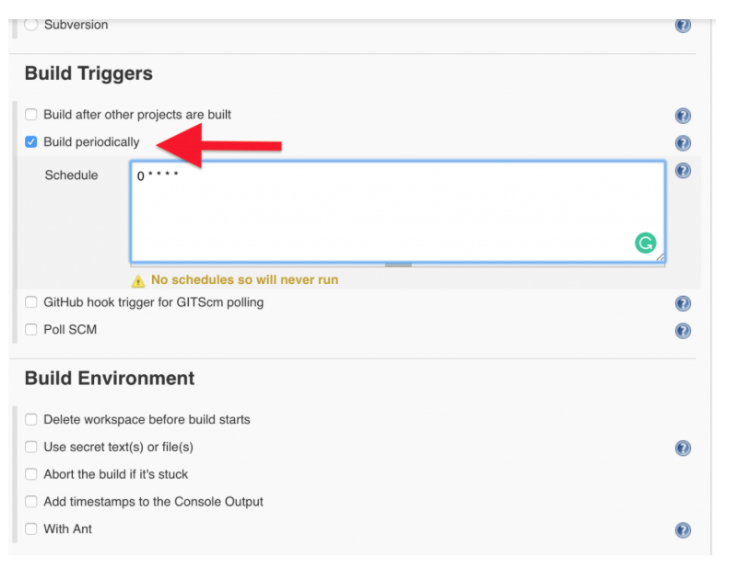 Subversion
Build Triggers
Build after other projects are built
Build periodically
Schedule
0 * * * *
No schedules so will never run
GitHub hook trigger for GITScm polling
Poll SCM
Build Environment
Delete workspace before build starts
Use secret text(s) or file(s)
Abort the build if it's stuck
Add timestamps to the Console Output
With Ant